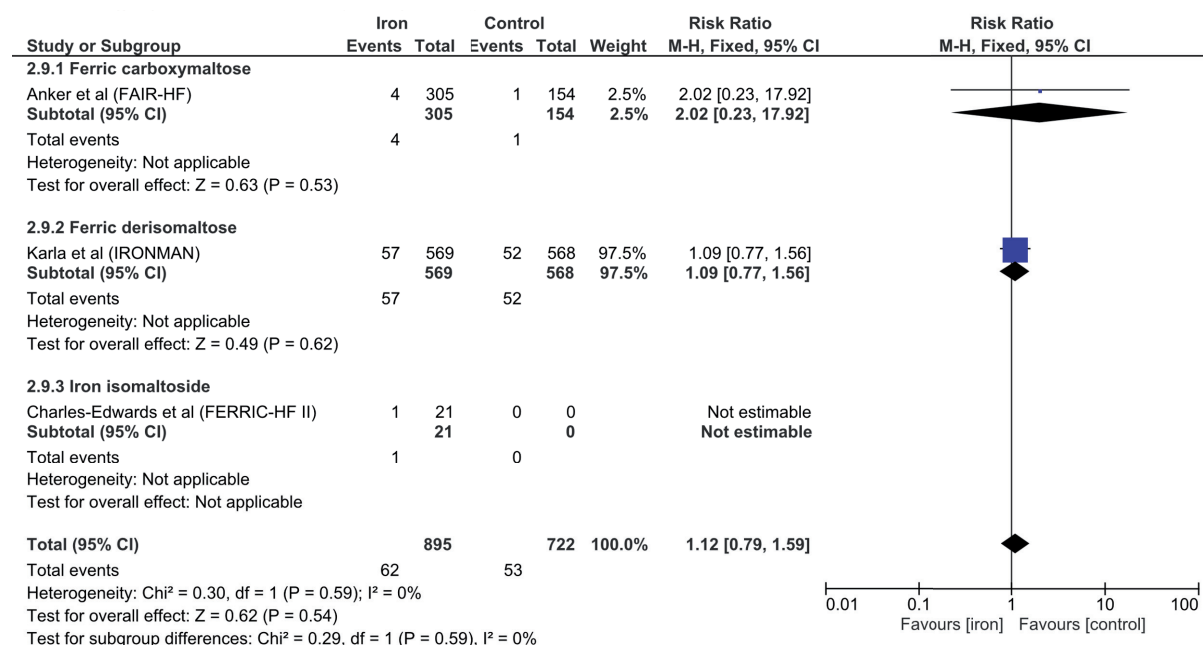 Iron Control Risk Ratio Risk Ratio
Study or Subgroup Events Total Events Total Weight M-H, Fixed, 95% CI M-H, Fixed, 95% CI
2.9.1 Ferric carboxymaltose
Anker et al (FAIR-HF) 4 305 1 154 2.5% 2.02 [0.23, 17.92]
Subtotal (95% CI) 305 154 2.5% 2.02 [0.23, 17.92]
Total events 4 1
Heterogeneity: Not applicable
Test for overall effect: Z = 0.63 (P = 0.53)
2.9.2 Ferric derisomaltose
Karla et al (IRONMAN) 57 569 52 568 97.5% 1.09 [0.77, 1.56]
Subtotal (95% CI) 569 568 97.5% 1.09 [0.77, 1.56]
Total events 57 52
Heterogeneity: Not applicable
Test for overall effect: Z = 0.49 (P = 0.62)
2.9.3 Iron isomaltoside
Charles-Edwards et al (FERRIC-HF II) 1 21 0 0 Not estimable
Subtotal (95% CI) 21 0 Not estimable
Total events 1 0
Heterogeneity: Not applicable
Test for overall effect: Not applicable
Total (95% CI) 895 722 100.0% 1.12 [0.79, 1.59]
Total events 62 53
Heterogeneity: Chi² = 0.30, df = 1 (P = 0.59); I² = 0%
Test for overall effect: Z = 0.62 (P = 0.54)
Test for subgroup differences: Chi² = 0.29, df = 1 (P = 0.59), I² = 0%
0.01 0.1 1 10 100
Favours [iron] Favours [control]